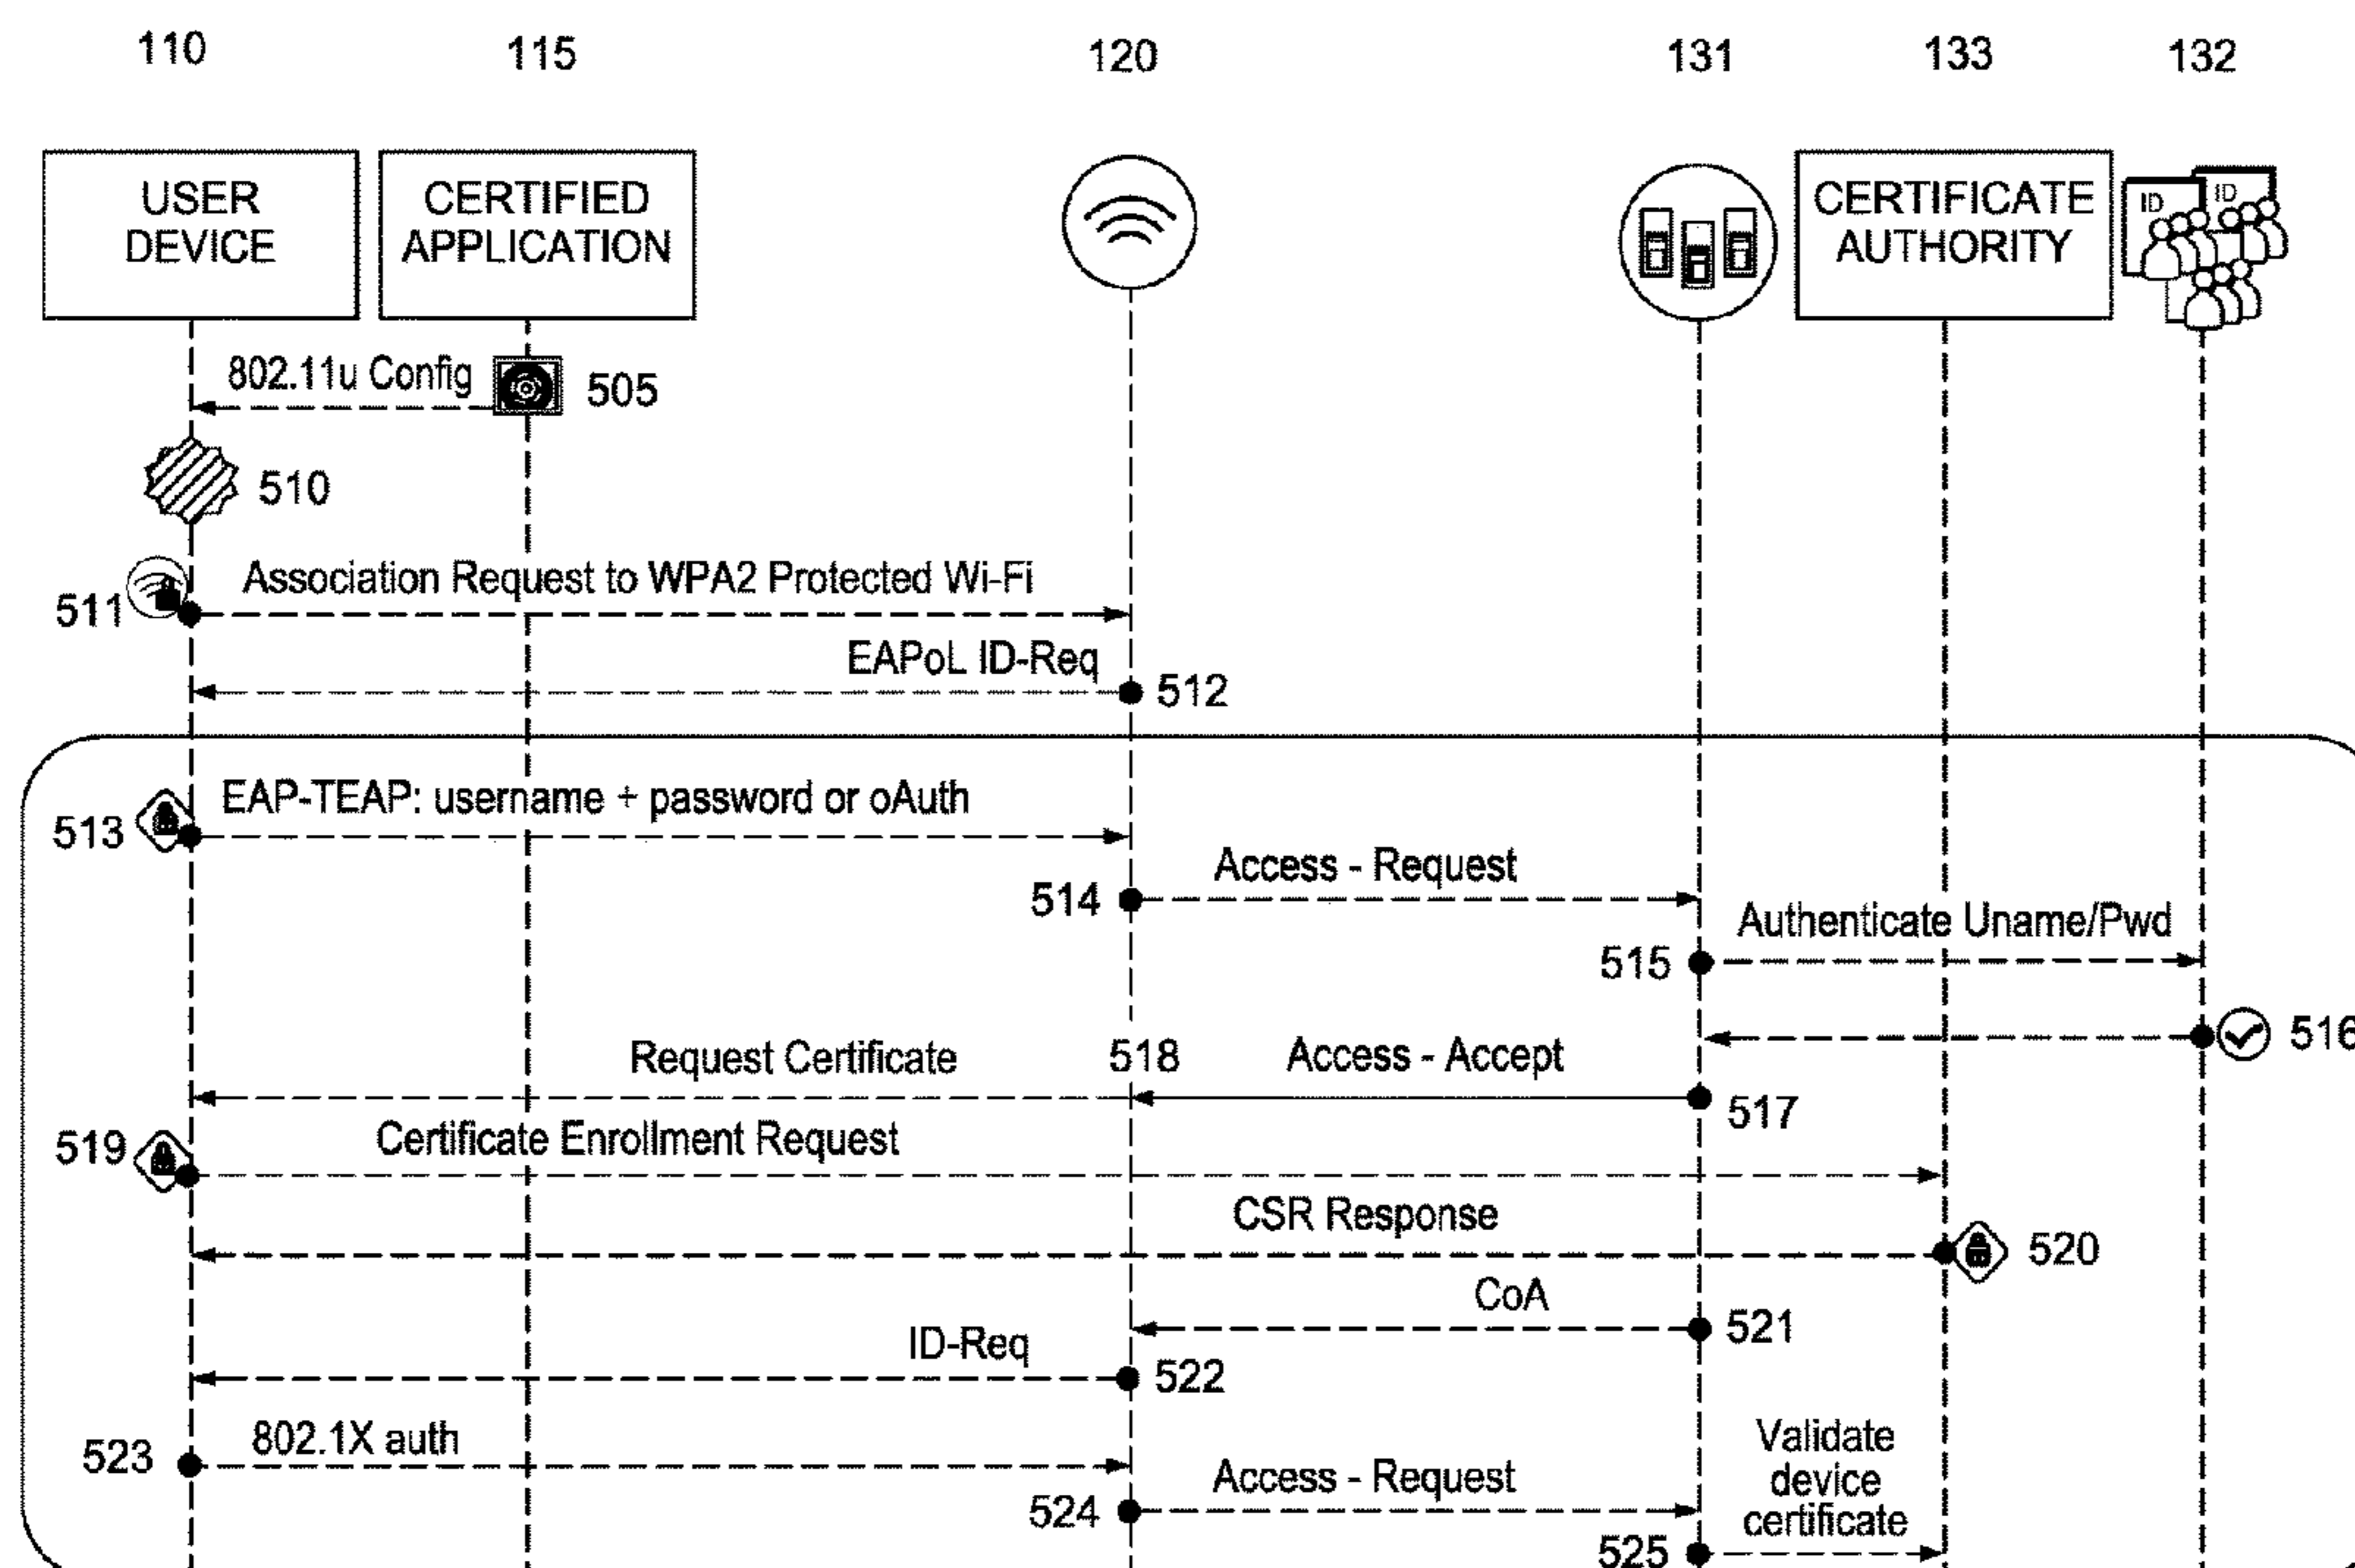 110 115 120 131 133 132
USER
DEVICE
CERTIFIED
APPLICATION
CERTIFICATE
AUTHORITY
ID ID
802.11u Config 505
510
Association Request to WPA2 Protected Wi-Fi
511
EAPoL ID-Req
512
EAP-TEAP: username + password or oAuth
513
Access - Request
514
Authenticate Uname/Pwd
515
516
Request Certificate 518 Access - Accept
517
519 Certificate Enrollment Request
CSR Response
520
CoA
521
ID-Req
522
802.1X auth
523
Access - Request
524
Validate
device
certificate
525